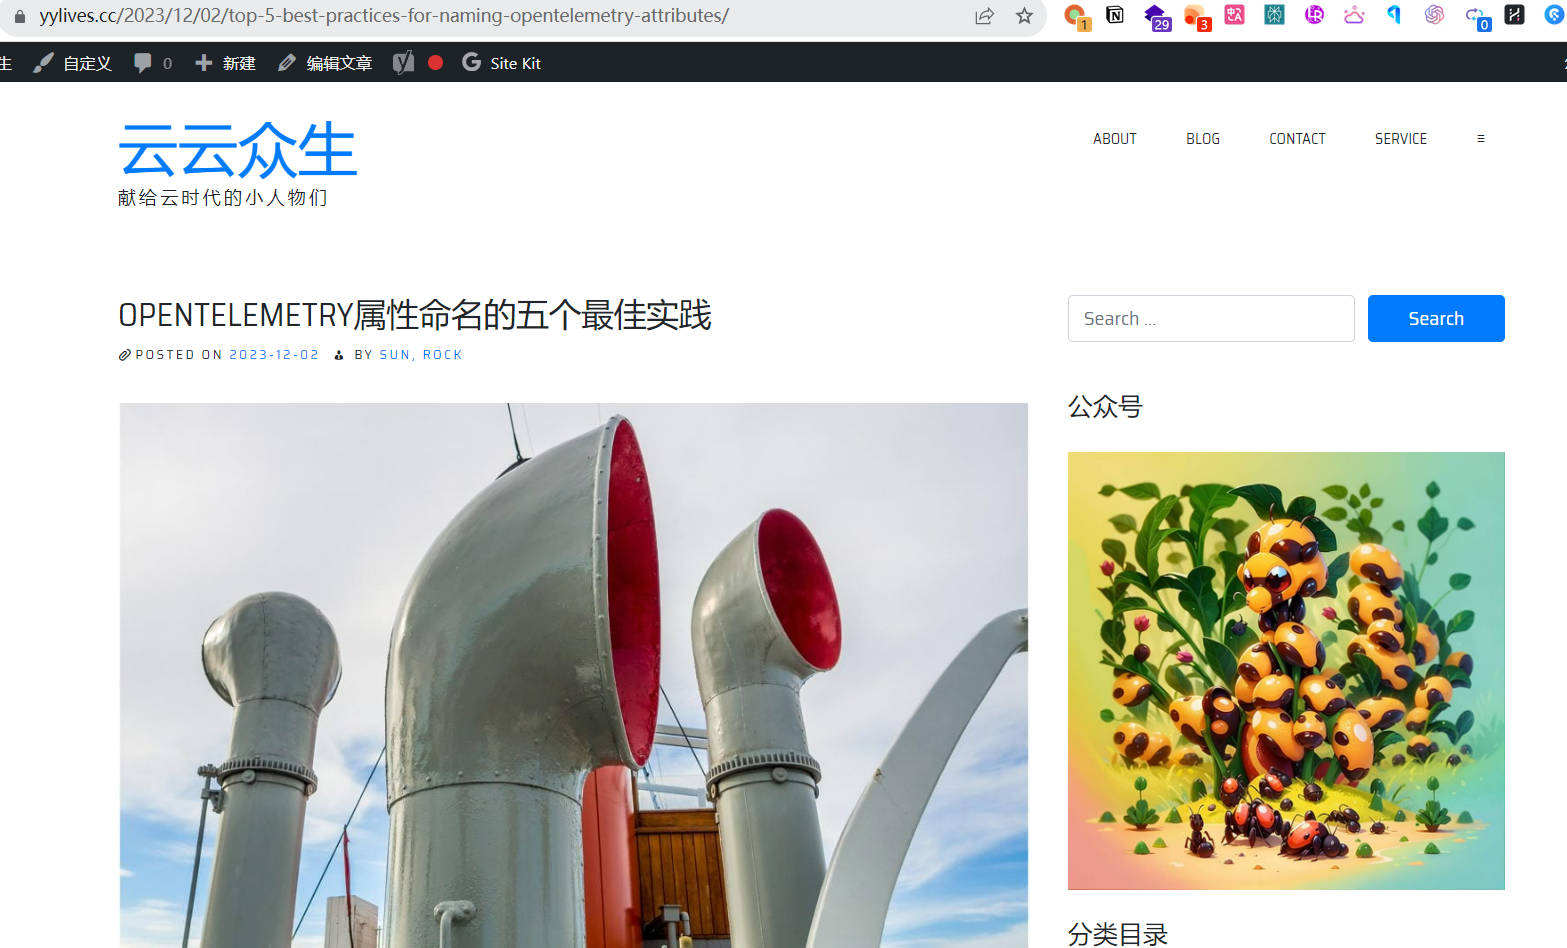 yylives.cc/2023/12/02/top-5-best-practices-for-naming-opentelemetry-attributes/
1
29
3
0
生 自定义 0 新建 编辑文章 Site Kit
云云众生
献给云时代的小人物们
ABOUT BLOG CONTACT SERVICE
OPENTELEMETRY属性命名的五个最佳实践
POSTED ON 2023-12-02 BY SUN, ROCK
Search ...
Search
公众号
分类目录